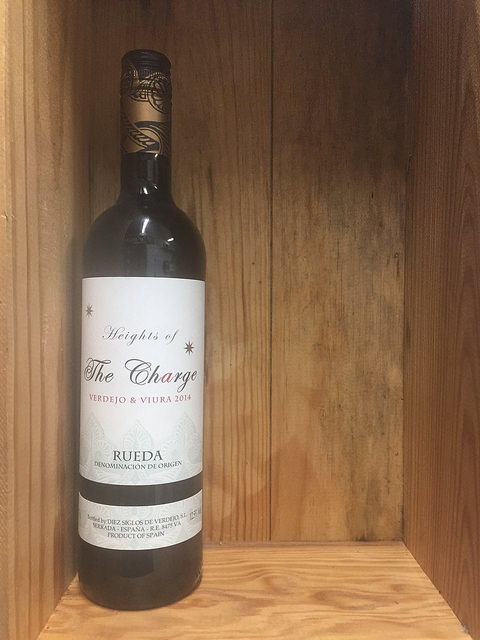 Heights of
The Charge
VERDEJO & VIURA 2014
RUEDA
DENOMINACIÓN DE ORIGEN
Bottled by: DIEZ SIGLOS DE VERDEJO, S.L.
SERRADA - ESPAÑA - R.E. 8475 VA
PRODUCT OF SPAIN